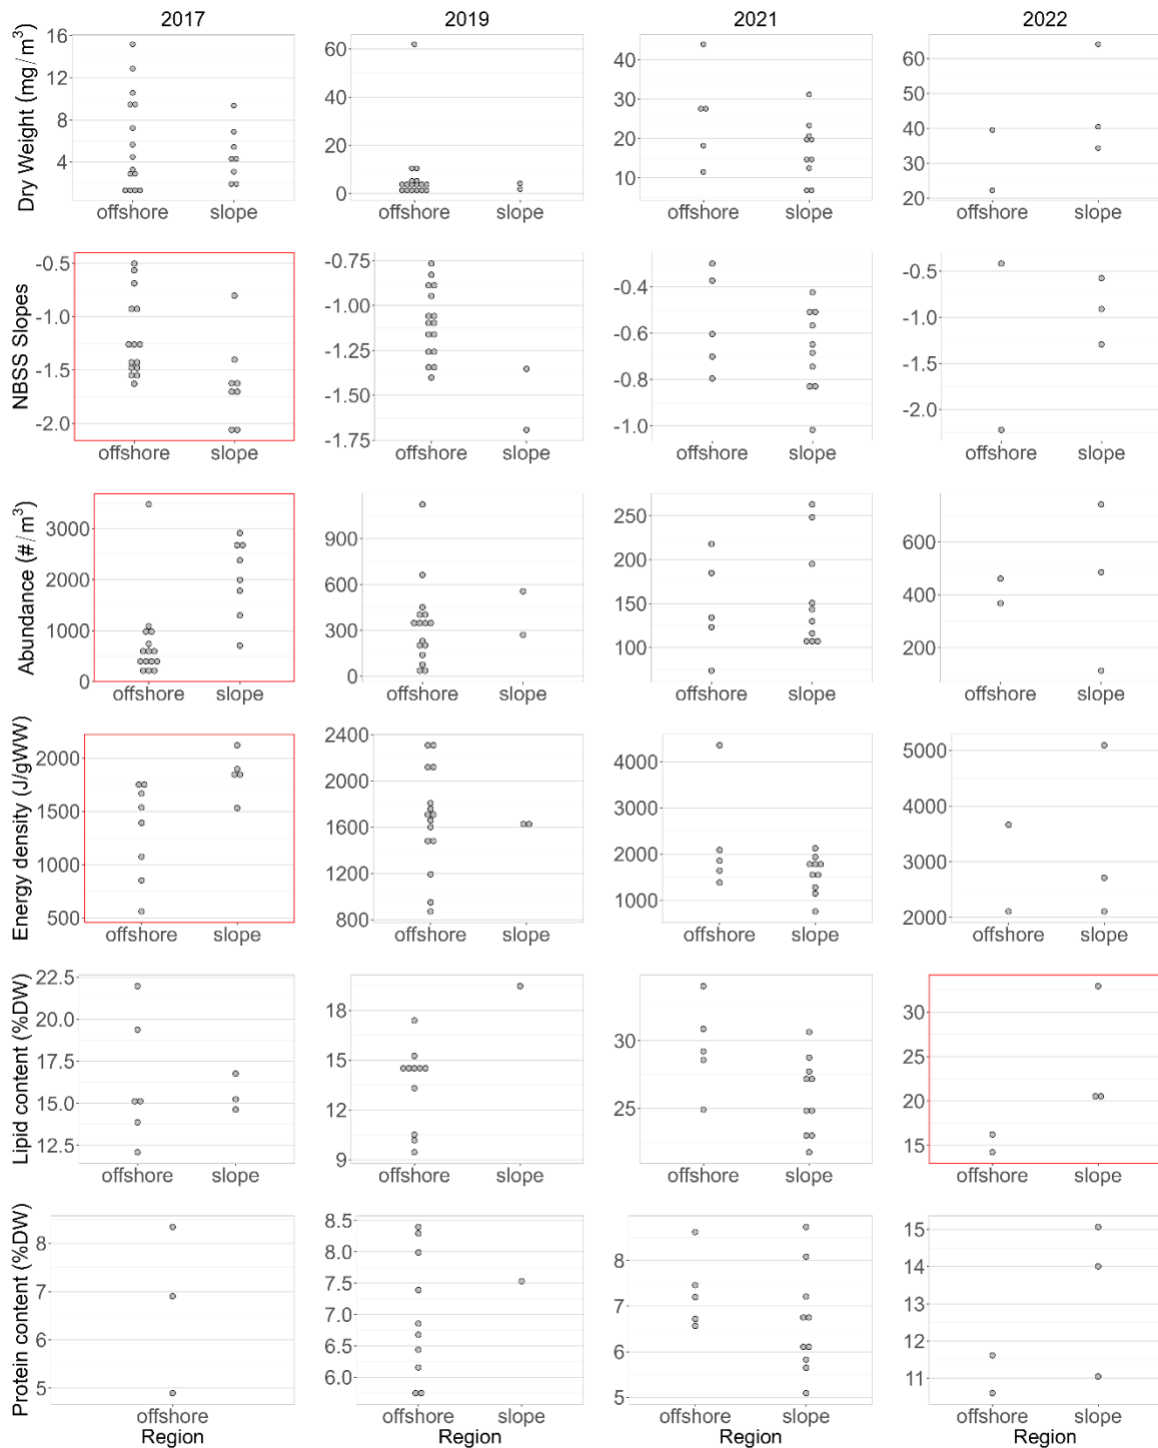 2017 2019 2021 2022
Dry Weight (mg/m³)
16 12 8 4
60 40 20 0
40 30 20 10
60 50 40 30 20
offshore slope offshore slope offshore slope offshore slope
NBSS Slopes
-0.5 -1.0 -1.5 -2.0
-0.75 -1.00 -1.25 -1.50 -1.75
-0.4 -0.6 -0.8 -1.0
-0.5 -1.0 -1.5 -2.0
offshore slope offshore slope offshore slope offshore slope
Abundance (#/m³)
3000 2000 1000 0
900 600 300 0
250 200 150 100
600 400 200
offshore slope offshore slope offshore slope offshore slope
Energy density (J/gWW)
2000 1500 1000 500
2400 2000 1600 1200 800
4000 3000 2000 1000
5000 4000 3000 2000
offshore slope offshore slope offshore slope offshore slope
Lipid content (%DW)
22.5 20.0 17.5 15.0 12.5
18 15 12 9
30 25
30 25 20 15
offshore slope offshore slope offshore slope offshore slope
Protein content (%DW)
8 7 6 5
8.5 8.0 7.5 7.0 6.5 6.0
8 7 6 5
15 14 13 12 11
offshore offshore slope offshore slope offshore slope
Region Region Region Region